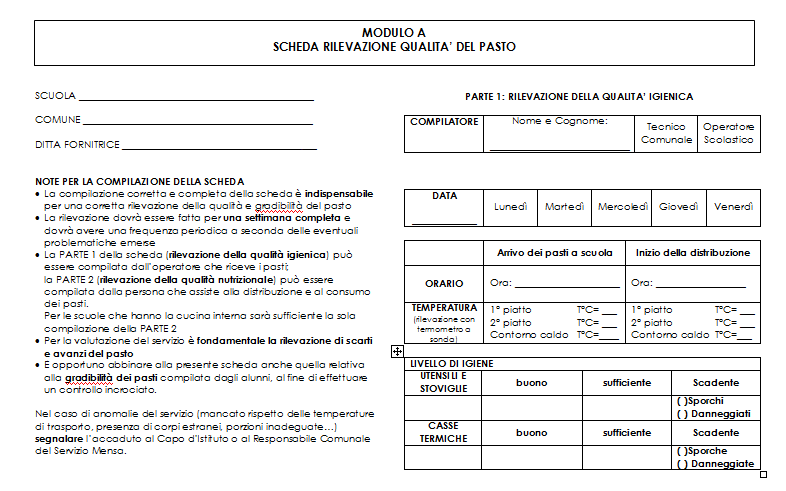 MODULO A
SCHEDA RILEVAZIONE QUALITA' DEL PASTO
SCUOLA ________________
COMUNE ________________
DITTA FORNITRICE ________________
NOTE PER LA COMPILAZIONE DELLA SCHEDA
• La compilazione corretta e completa della scheda è indispensabile
per una corretta rilevazione della qualità e gradibilità del pasto
• La rilevazione dovrà essere fatta per una settimana completa e
dovrà avere una frequenza periodica a seconda delle eventuali
problematiche emerse
• La PARTE 1 della scheda (rilevazione della qualità igienica) può
essere compilata dall'operatore che riceve i pasti;
la PARTE 2 (rilevazione della qualità nutrizionale) può essere
compilata dalla persona che assiste alla distribuzione e al consumo
dei pasti.
Per le scuole che hanno la cucina interna sarà sufficiente la sola
compilazione della PARTE 2
• Per la valutazione del servizio è fondamentale la rilevazione di scarti
e avanzi del pasto
• E opportuno abbinare alla presente scheda anche quella relativa
alla gradibilità dei pasti compilata dagli alunni, al fine di effettuare
un controllo incrociato.
Nel caso di anomalie del servizio (mancato rispetto delle temperature
di trasporto, presenza di corpi estranei, porzioni inadeguate...)
segnalare l'accaduto al Capo d'Istituto o al Responsabile Comunale
del Servizio Mensa.
PARTE 1: RILEVAZIONE DELLA QUALITA' IGIENICA
COMPILATORE Nome e Cognome: ________________ Tecnico Comunale Operatore Scolastico
DATA ________ Lunedì Martedì Mercoledì Giovedì Venerdì
Arrivo dei pasti a scuola Inizio della distribuzione
ORARIO Ora: ________________ Ora: ________________
TEMPERATURA 1° piatto T°C= ___ 1° piatto T°C= ___
(rilevazione con 2° piatto T°C= ___ 2° piatto T°C= ___
termometro a Contorno caldo T°C=____ Contorno caldo T°C=___
sonda)
LIVELLO DI IGIENE
UTENSILI E STOVIGLIE buono sufficiente Scadente
( )Sporchi
( ) Danneggiati
CASSE TERMICHE buono sufficiente Scadente
( )Sporche
( ) Danneggiate